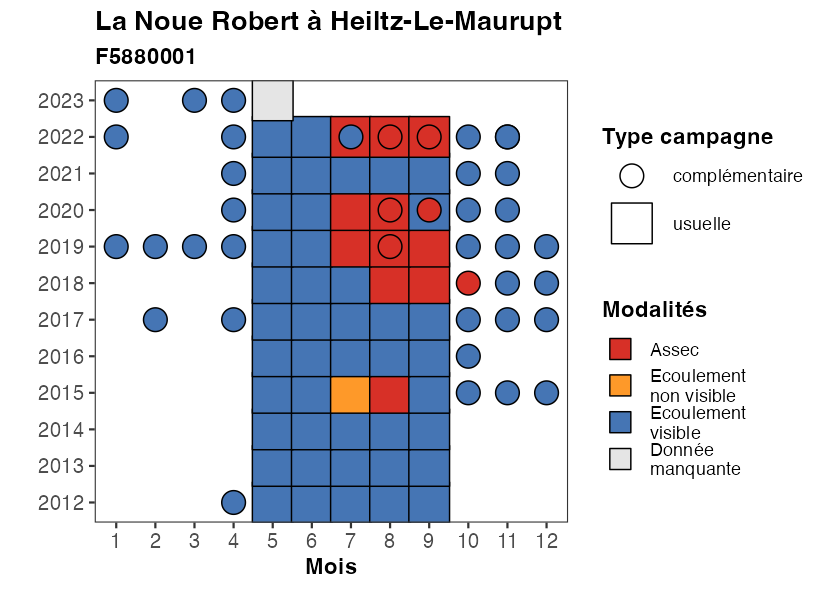 La Noue Robert à Heiltz-Le-Maurupt
F5880001
2023
2022
2021
2020
2019
2018
2017
2016
2015
2014
2013
2012
1 2 3 4 5 6 7 8 9 10 11 12
Mois
Type campagne
complémentaire
usuelle
Modalités
Assec
Ecoulement
non visible
Ecoulement
visible
Donnée
manquante